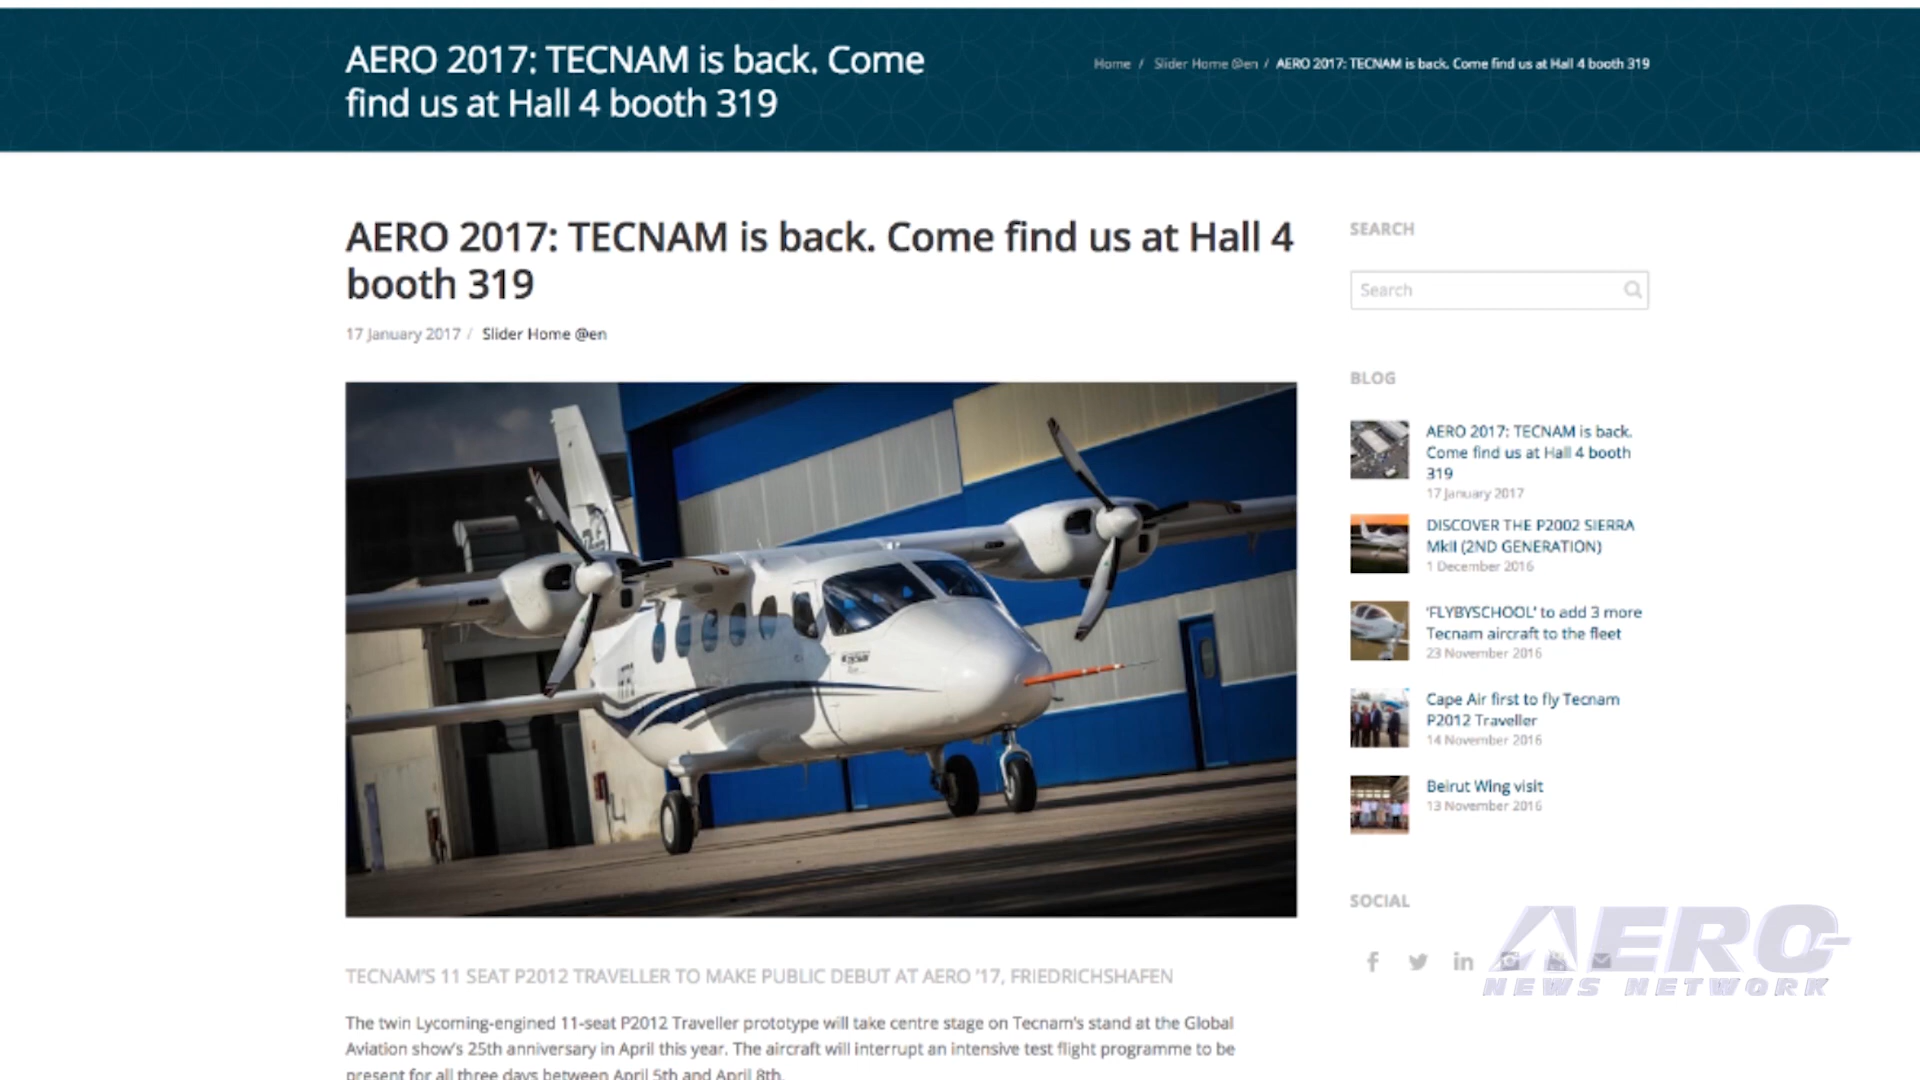 AERO 2017: TECNAM is back. Come
find us at Hall 4 booth 319
Home / Slider Home @en / AERO 2017: TECNAM is back. Come find us at Hall 4 booth 319
AERO 2017: TECNAM is back. Come find us at Hall 4
booth 319
17 January 2017 / Slider Home @en
TECNAM'S 11 SEAT P2012 TRAVELLER TO MAKE PUBLIC DEBUT AT AERO '17, FRIEDRICHSHAFEN
The twin Lycoming-engined 11-seat P2012 Traveller prototype will take centre stage on Tecnam's stand at the Global
Aviation show's 25th anniversary in April this year. The aircraft will interrupt an intensive test flight programme to be
present for all three days between April 5th and April 8th.
SEARCH
Search
BLOG
AERO 2017: TECNAM is back.
Come find us at Hall 4 booth
319
17 January 2017
DISCOVER THE P2002 SIERRA
MkII (2ND GENERATION)
1 December 2016
'FLYBYSCHOOL' to add 3 more
Tecnam aircraft to the fleet
23 November 2016
Cape Air first to fly Tecnam
P2012 Traveller
14 November 2016
Beirut Wing visit
13 November 2016
SOCIAL
AERO
NEWS NETWORK